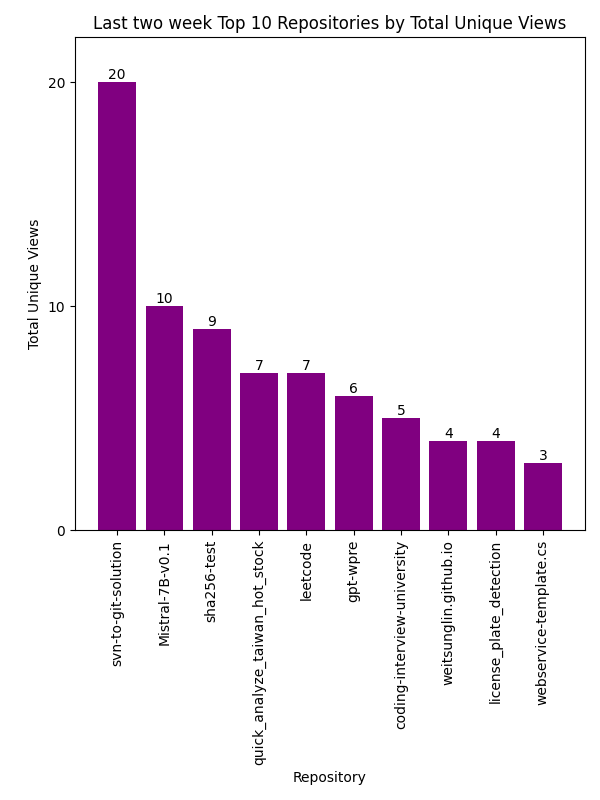 Last two week Top 10 Repositories by Total Unique Views
Total Unique Views
20
10
0
20
10
9
7
7
6
5
4
4
3
svn-to-git-solution
Mistral-7B-v0.1
sha256-test
quick_analyze_taiwan_hot_stock
leetcode
gpt-wpre
coding-interview-university
weitsunglin.github.io
license_plate_detection
webservice-template.cs
Repository